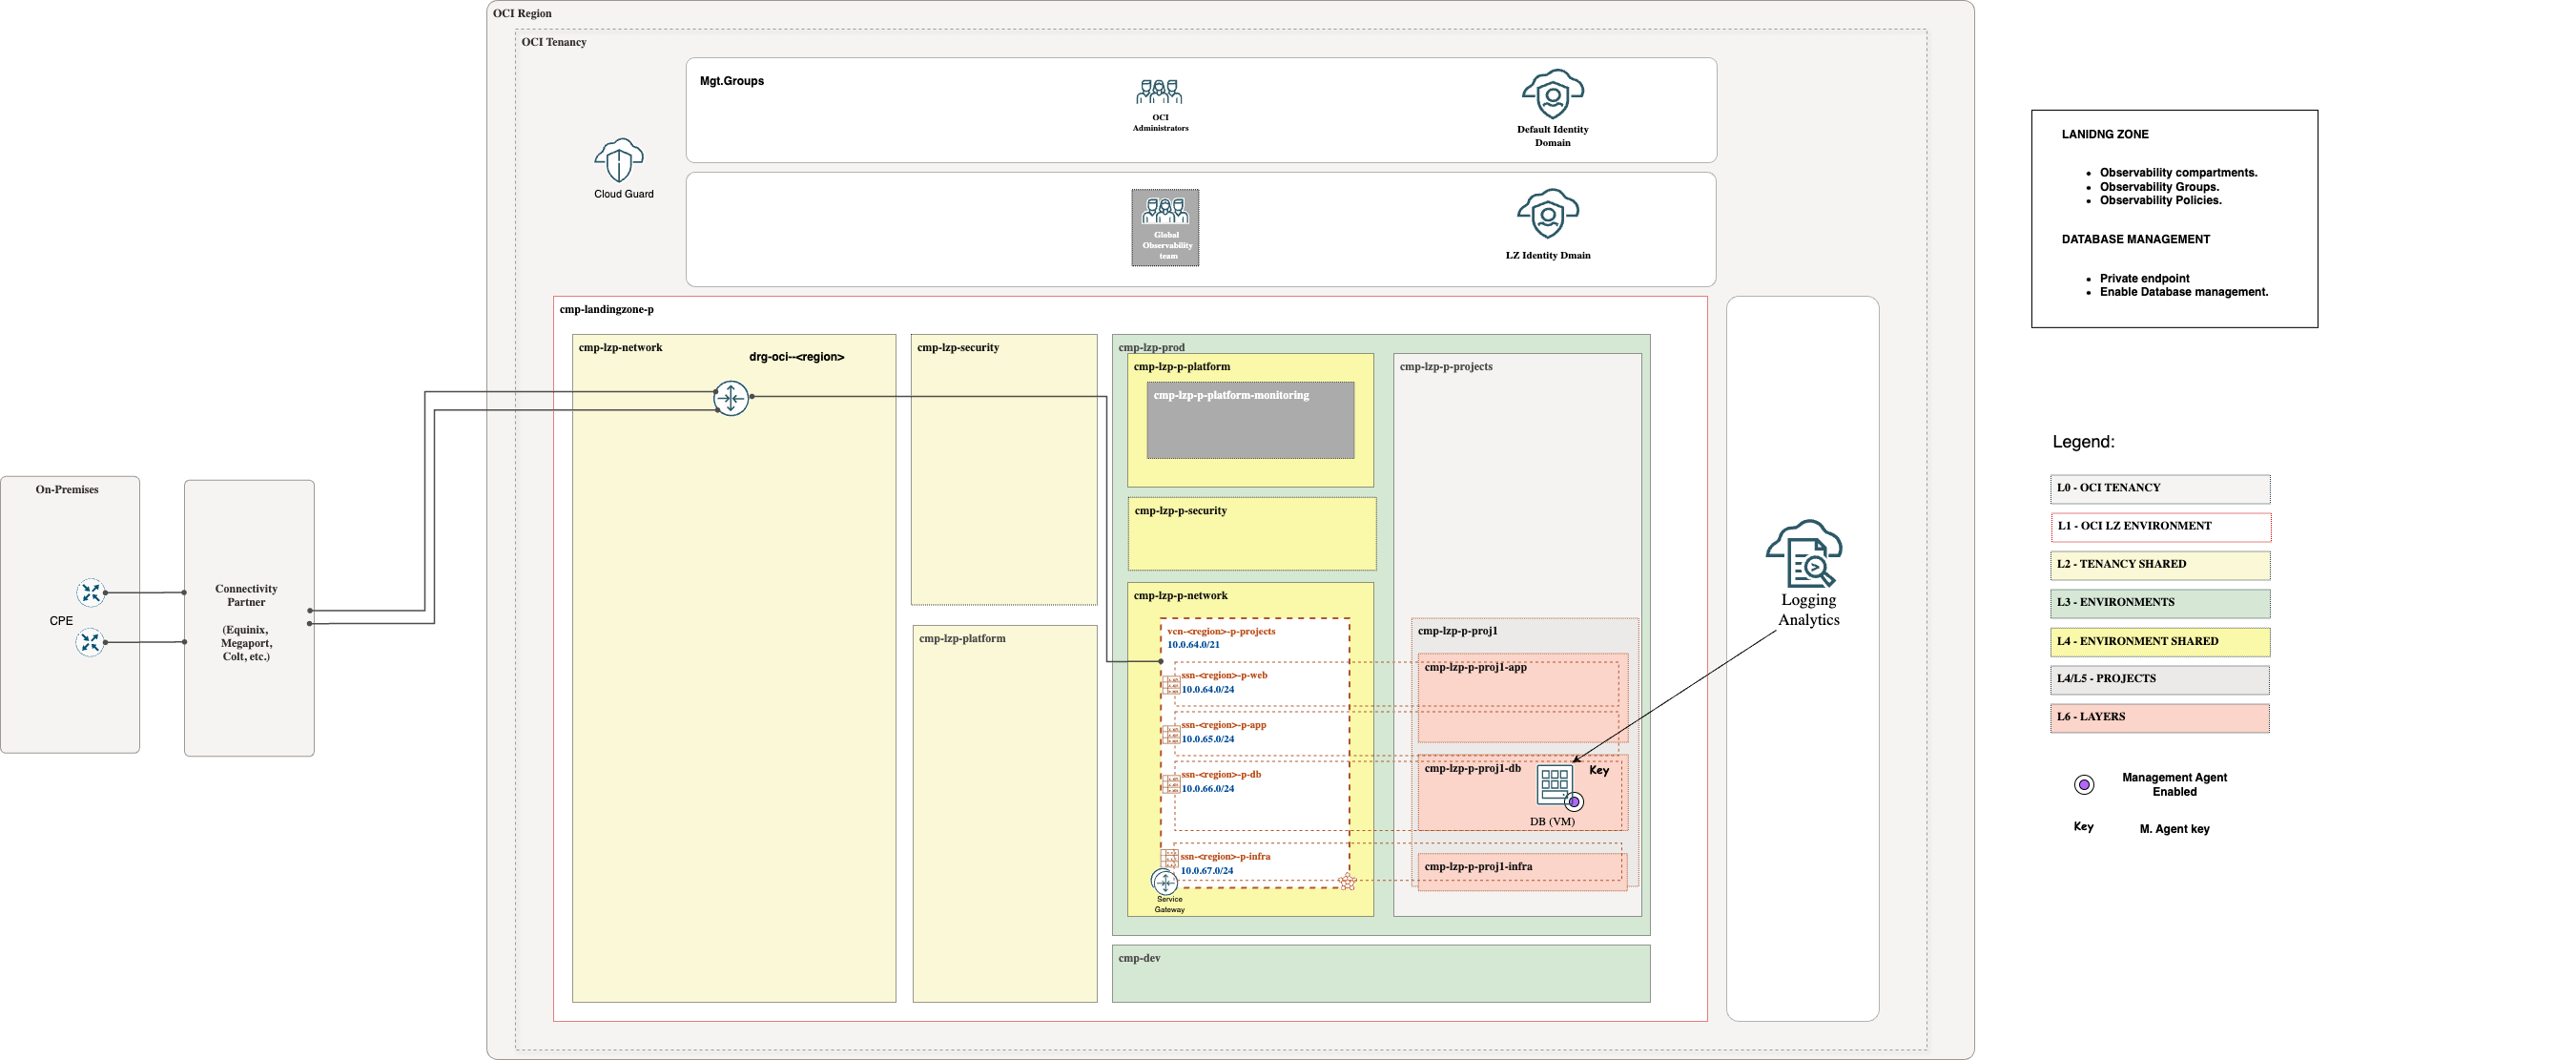 OCI Region
OCI Tenancy
Mgt.Groups
OCI
Administrators
Default Identity
Domain
Cloud Guard
Global
Observability
team
LZ Identity Dmain
cmp-landingzone-p
cmp-lzp-network
drg-oci--<region>
cmp-lzp-security
cmp-lzp-platform
cmp-lzp-prod
cmp-lzp-p-platform
cmp-lzp-p-platform-monitoring
cmp-lzp-p-security
cmp-lzp-p-network
vcn-<region>-p-projects
10.0.64.0/21
ssn-<region>-p-web
10.0.64.0/24
ssn-<region>-p-app
10.0.65.0/24
ssn-<region>-p-db
10.0.66.0/24
ssn-<region>-p-infra
10.0.67.0/24
Service
Gateway
cmp-lzp-p-projects
cmp-lzp-p-proj1
cmp-lzp-p-proj1-app
cmp-lzp-p-proj1-db
Key
DB (VM)
cmp-lzp-p-proj1-infra
cmp-dev
Logging
Analytics
On-Premises
CPE
Connectivity
Partner
(Equinix,
Megaport,
Colt, etc.)
LANIDNG ZONE
• Observability compartments.
• Observability Groups.
• Observability Policies.
DATABASE MANAGEMENT
• Private endpoint
• Enable Database management.
Legend:
L0 - OCI TENANCY
L1 - OCI LZ ENVIRONMENT
L2 - TENANCY SHARED
L3 - ENVIRONMENTS
L4 - ENVIRONMENT SHARED
L4/L5 - PROJECTS
L6 - LAYERS
Management Agent
Enabled
Key
M. Agent key